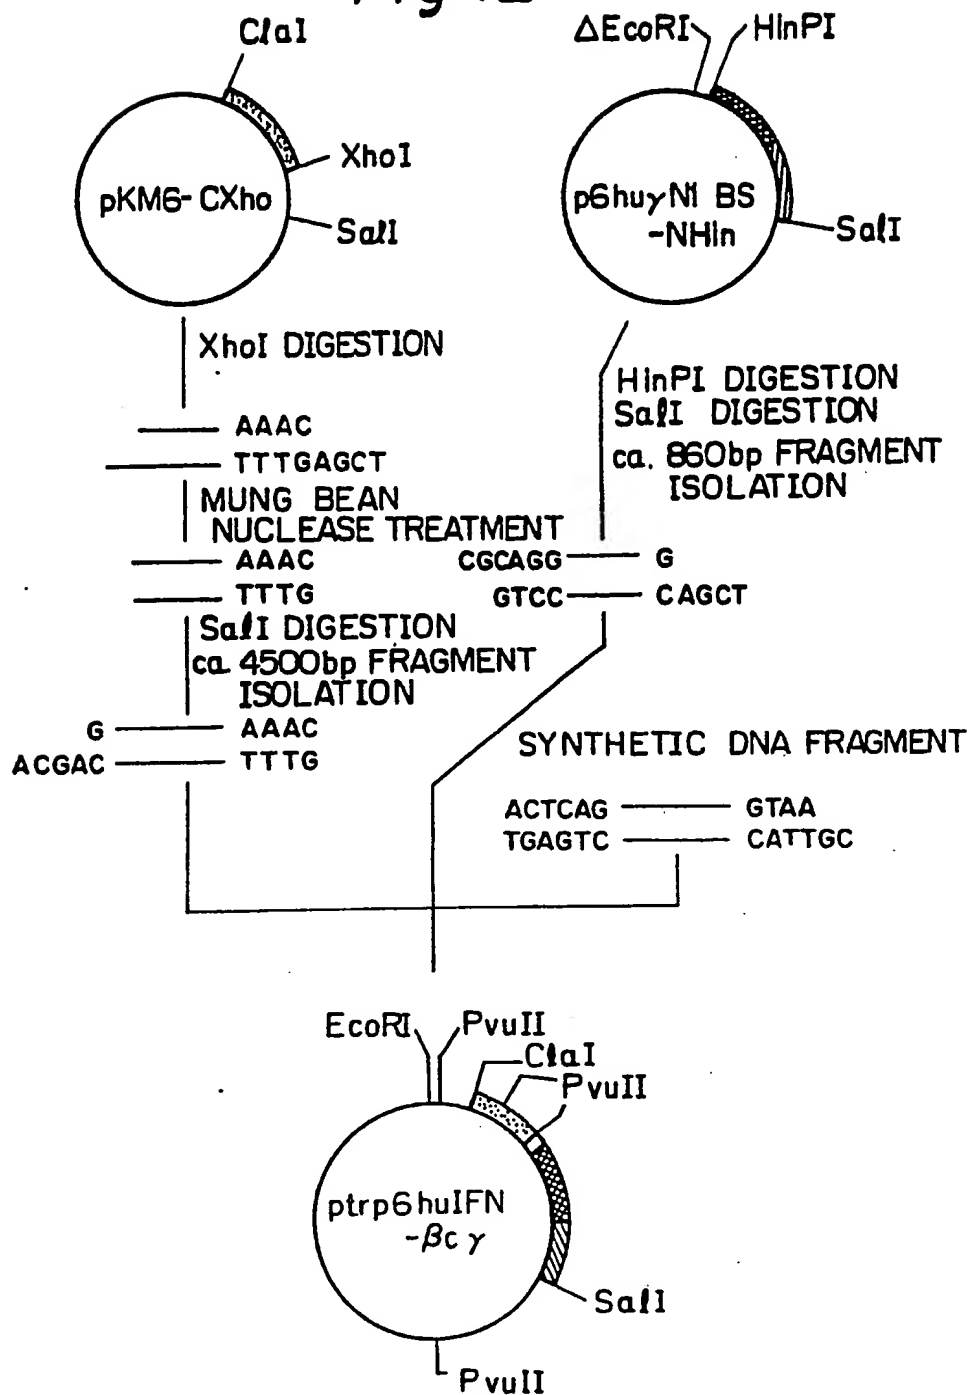 ClaI
XhoI
SalI
pKM6-CXho
ΔEcoRI
HinPI
p6huγN1 BS
-NHin
SalI
XhoI DIGESTION
AAAC
TTTGAGCT
MUNG BEAN
NUCLEASE TREATMENT
AAAC
TTTG
SalI DIGESTION
ca. 4500bp FRAGMENT
ISOLATION
G AAAC
ACGAC TTTG
HinPI DIGESTION
SalI DIGESTION
ca. 860bp FRAGMENT
ISOLATION
CGCAGG G
GTCC CAGCT
SYNTHETIC DNA FRAGMENT
ACTCAG GTAA
TGAGTC CATTGC
EcoRI
PvuII
ClaI
PvuII
ptrp6huIFN
-βcγ
SalI
PvuII